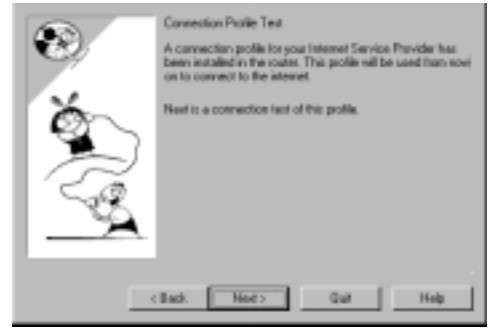 Connection Profile Test
A connection profile for your Internet Service Provider has
been installed in the router. This profile will be used from now
on to connect to the internet.
Next is a connection test of this profile.
< Back
Next >
Quit
Help